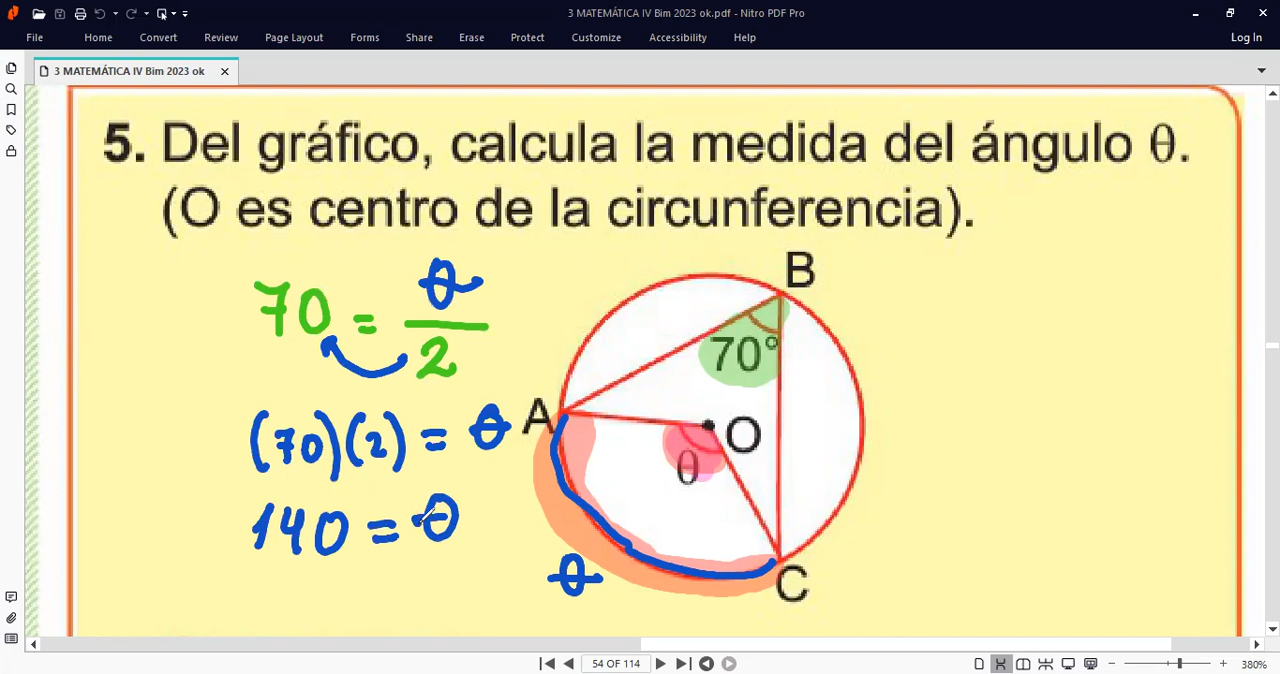 3 MATEMÁTICA IV Bim 2023 ok.pdf - Nitro PDF Pro
File Home Convert Review Page Layout Forms Share Erase Protect Customize Accessibility Help Log In
3 MATEMÁTICA IV Bim 2023 ok
5. Del gráfico, calcula la medida del ángulo θ.
(O es centro de la circunferencia).
70 = θ/2
(70)(2) = θ
140 = θ
B
70°
A
O
θ
C
θ
54 OF 114
380%